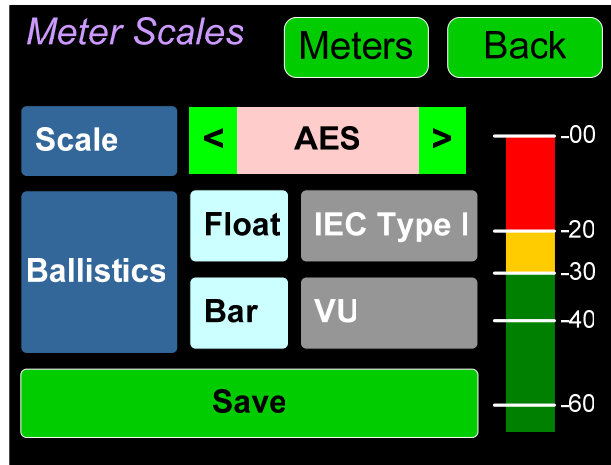 Meter Scales
Meters
Back
Scale
< AES >
Ballistics
Float
IEC Type I
Bar
VU
Save
-00
-20
-30
-40
-60